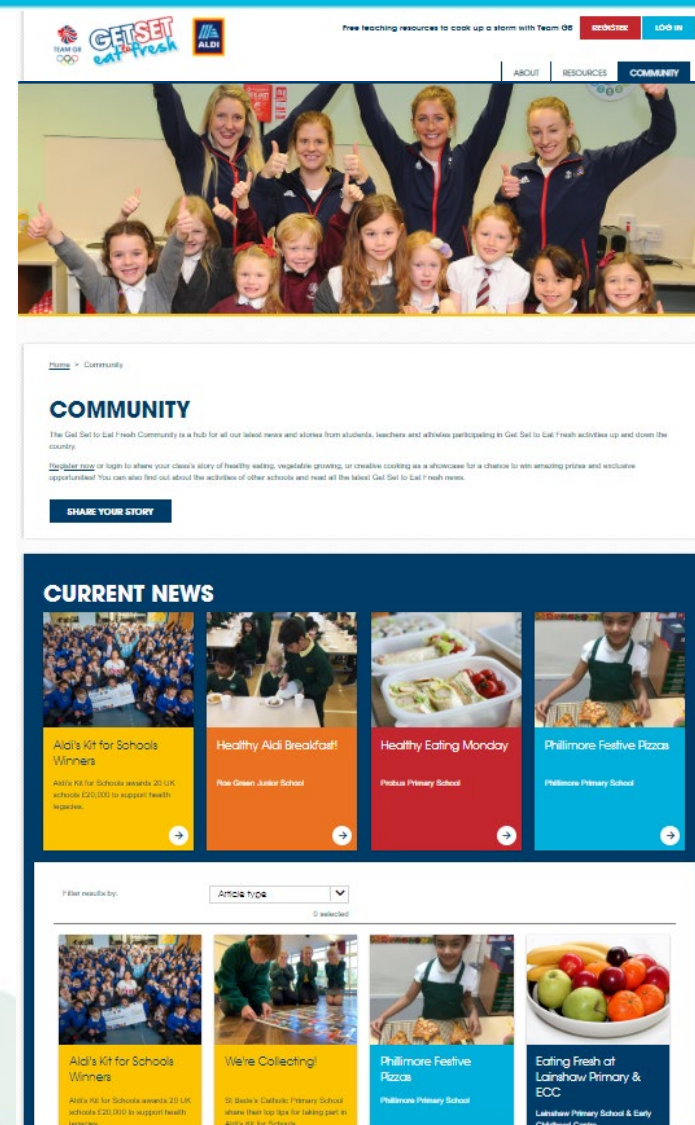 TEAM GB
GETSET
to
eat fresh
ALDI
Free teaching resources to cook up a storm with Team GB
REGISTER
LOG IN
ABOUT
RESOURCES
COMMUNITY
Home > Community
COMMUNITY
The Get Set to Eat Fresh Community is a hub for all our latest news and stories from students, teachers and athletes participating in Get Set to Eat Fresh activities up and down the
country.
Register now or login to share your class's story of healthy eating, vegetable growing, or creative cooking as a showcase for a chance to win amazing prizes and exclusive
opportunities! You can also find out about the activities of other schools and read all the latest Get Set to Eat Fresh news.
SHARE YOUR STORY
CURRENT NEWS
Aldi's Kit for Schools
Winners
Aldi's Kit for Schools awards 20 UK
schools £20,000 to support health
legacies.
Healthy Aldi Breakfast!
Roe Green Junior School
Healthy Eating Monday
Probus Primary School
Phillimore Festive Pizzas
Phillimore Primary School
Filter results by:
Article type
0 selected
Aldi's Kit for Schools
Winners
Aldi's Kit for Schools awards 20 UK
schools £20,000 to support health
legacies.
We're Collecting!
St Bede's Catholic Primary School
share their top tips for taking part in
Aldi's Kit for Schools
Phillimore Festive
Pizzas
Phillimore Primary School
Eating Fresh at
Lainshaw Primary &
ECC
Lainshaw Primary School & Early
Childhood Centre